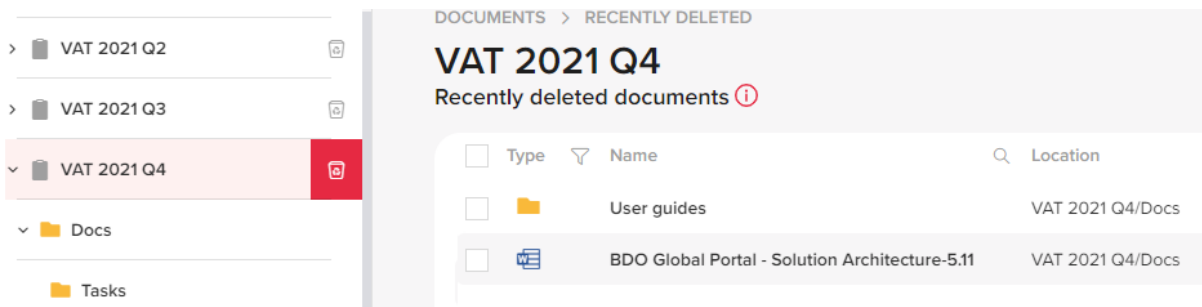 VAT 2021 Q2
VAT 2021 Q3
VAT 2021 Q4
Docs
Tasks
DOCUMENTS > RECENTLY DELETED
VAT 2021 Q4
Recently deleted documents
Type Name Location
User guides VAT 2021 Q4/Docs
BDO Global Portal - Solution Architecture-5.11 VAT 2021 Q4/Docs